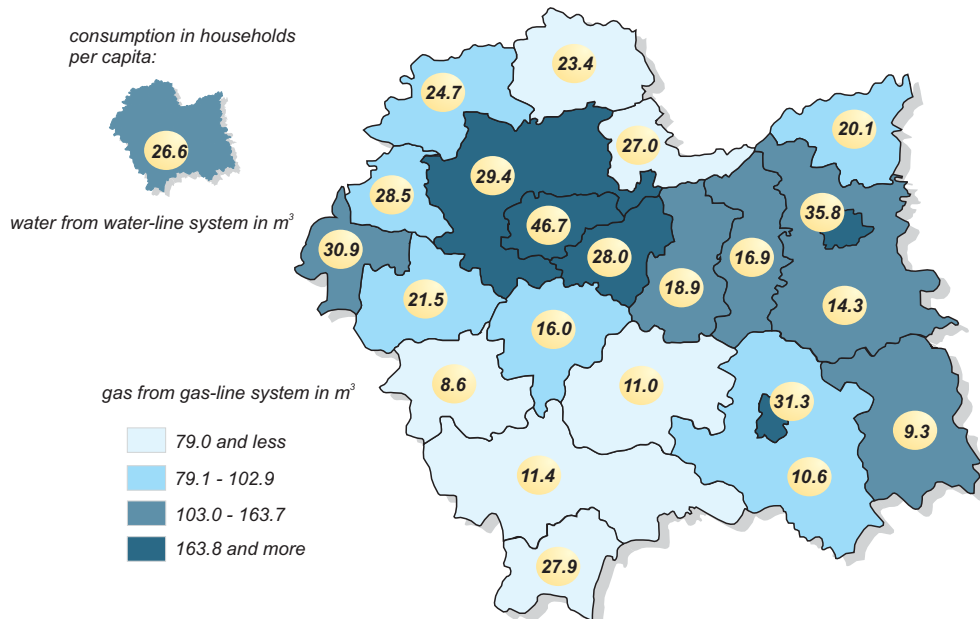 consumption in households
per capita:
26.6
water from water-line system in m³
gas from gas-line system in m³
79.0 and less
79.1 - 102.9
103.0 - 163.7
163.8 and more
23.4
24.7
20.1
27.0
29.4
28.5
35.8
46.7
30.9
28.0
16.9
18.9
21.5
14.3
16.0
8.6
11.0
31.3
9.3
11.4
10.6
27.9